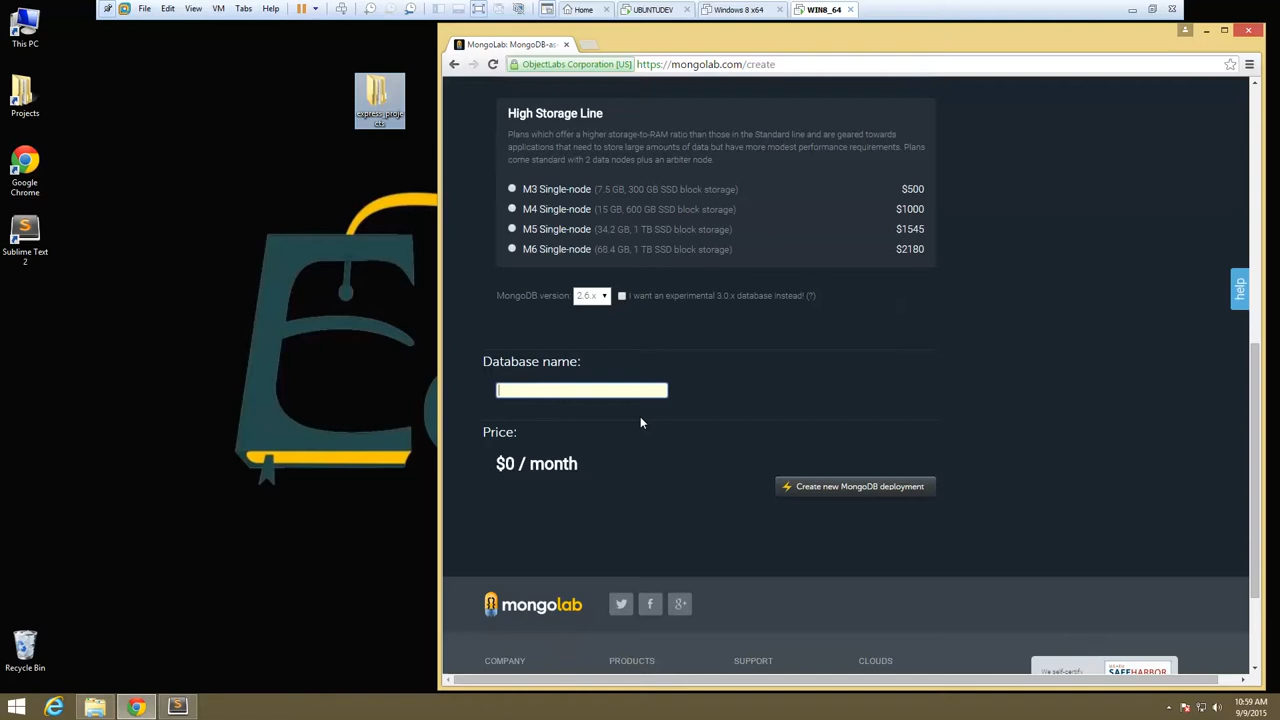 File Edit View VM Tabs Help
Home UBUNTUDEV Windows 8 x64 WIN8_64
This PC
Projects
Google Chrome
Sublime Text 2
Recycle Bin
express_projects
MongoLab: MongoDB-as-
ObjectLabs Corporation [US] https://mongolab.com/create
High Storage Line
Plans which offer a higher storage-to-RAM ratio than those in the Standard line and are geared towards
applications that need to store large amounts of data but have more modest performance requirements. Plans
come standard with 2 data nodes plus an arbiter node.
M3 Single-node (7.5 GB, 300 GB SSD block storage) $500
M4 Single-node (15 GB, 600 GB SSD block storage) $1000
M5 Single-node (34.2 GB, 1 TB SSD block storage) $1545
M6 Single-node (68.4 GB, 1 TB SSD block storage) $2180
MongoDB version: 2.6.x I want an experimental 3.0.x database instead! (?)
help
Database name:
Price:
$0 / month
Create new MongoDB deployment
mongolab
COMPANY PRODUCTS SUPPORT CLOUDS
We self-certify
SAFEHARBOR
10:59 AM
9/9/2015